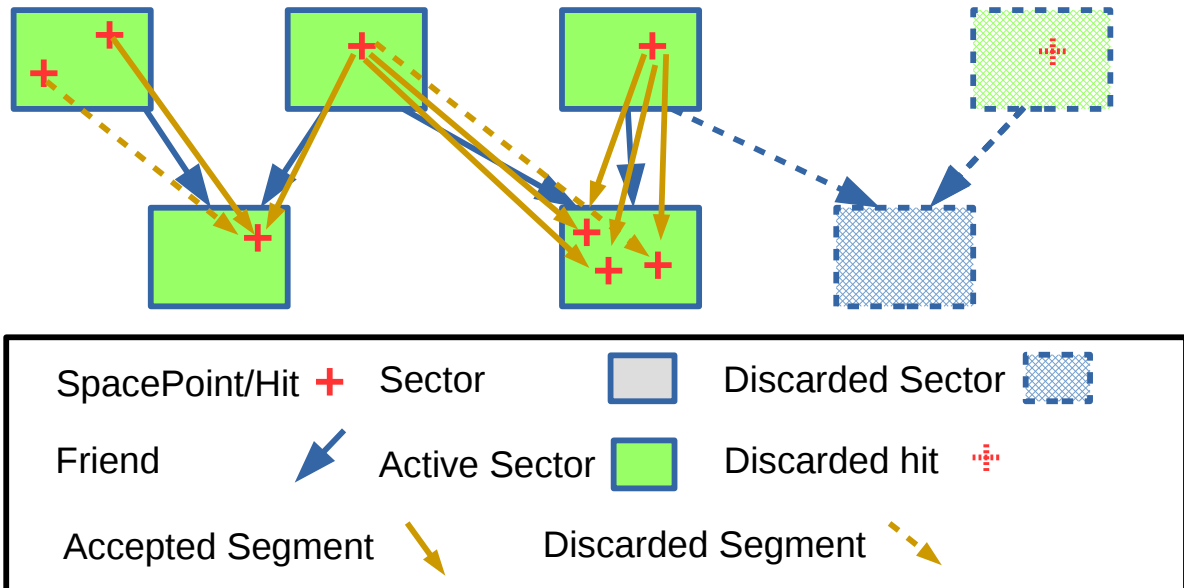 SpacePoint/Hit Sector Discarded Sector
Friend Active Sector Discarded hit
Accepted Segment Discarded Segment